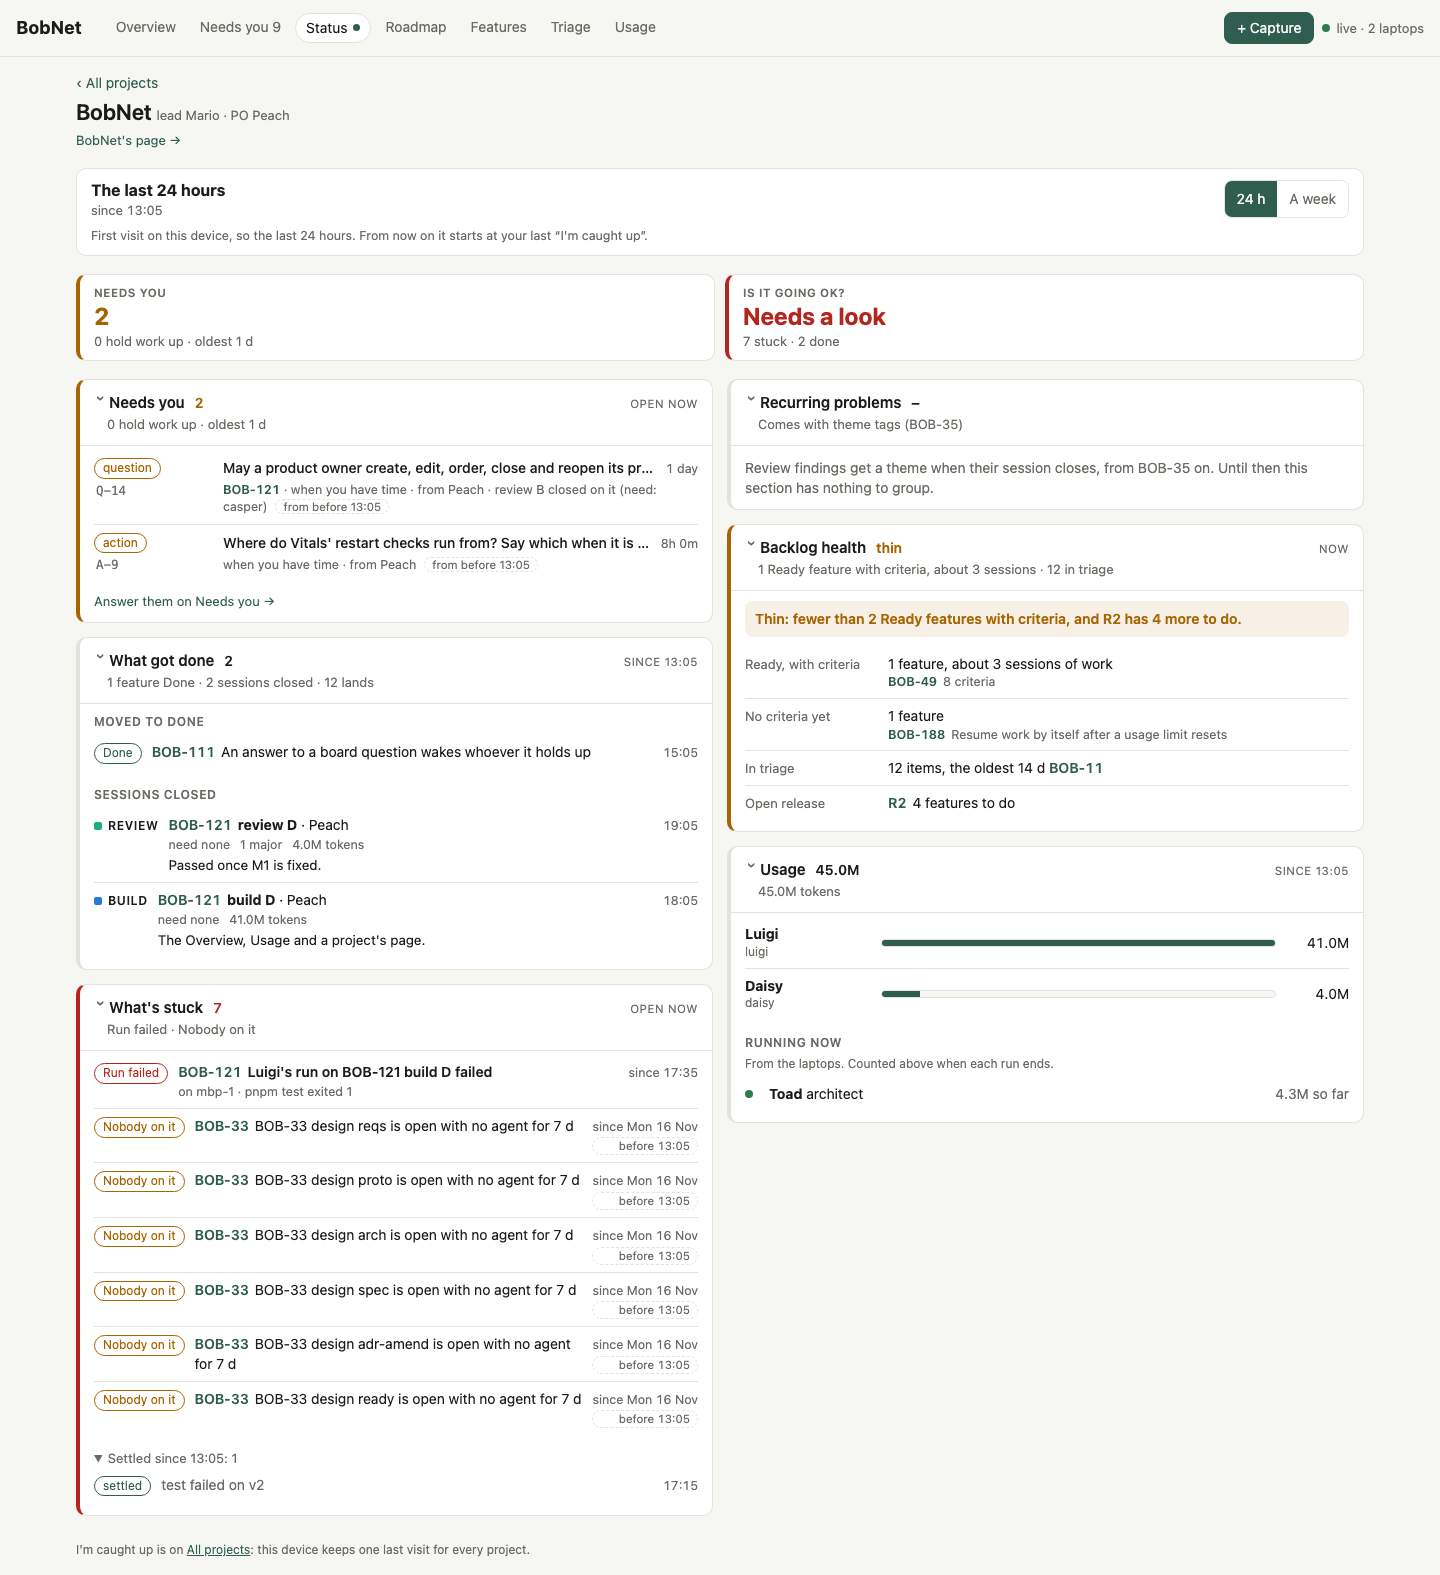 BobNet
Overview
Needs you 9
Status
Roadmap
Features
Triage
Usage
+ Capture
live · 2 laptops
‹ All projects
BobNet lead Mario · PO Peach
BobNet's page →
The last 24 hours
since 13:05
First visit on this device, so the last 24 hours. From now on it starts at your last “I'm caught up”.
24 h
A week
NEEDS YOU
2
0 hold work up · oldest 1 d
IS IT GOING OK?
Needs a look
7 stuck · 2 done
Needs you 2
OPEN NOW
0 hold work up · oldest 1 d
question
Q-14
May a product owner create, edit, order, close and reopen its pr...
1 day
BOB-121 · when you have time · from Peach · review B closed on it (need:
casper) from before 13:05
action
A-9
Where do Vitals' restart checks run from? Say which when it is ...
8h 0m
when you have time · from Peach from before 13:05
Answer them on Needs you →
What got done 2
SINCE 13:05
1 feature Done · 2 sessions closed · 12 lands
MOVED TO DONE
Done BOB-111 An answer to a board question wakes whoever it holds up 15:05
SESSIONS CLOSED
REVIEW BOB-121 review D · Peach 19:05
need none 1 major 4.0M tokens
Passed once M1 is fixed.
BUILD BOB-121 build D · Peach 18:05
need none 41.0M tokens
The Overview, Usage and a project's page.
What's stuck 7
OPEN NOW
Run failed · Nobody on it
Run failed BOB-121 Luigi's run on BOB-121 build D failed since 17:35
on mbp-1 · pnpm test exited 1
Nobody on it BOB-33 BOB-33 design reqs is open with no agent for 7 d since Mon 16 Nov
before 13:05
Nobody on it BOB-33 BOB-33 design proto is open with no agent for 7 d since Mon 16 Nov
before 13:05
Nobody on it BOB-33 BOB-33 design arch is open with no agent for 7 d since Mon 16 Nov
before 13:05
Nobody on it BOB-33 BOB-33 design spec is open with no agent for 7 d since Mon 16 Nov
before 13:05
Nobody on it BOB-33 BOB-33 design adr-amend is open with no agent since Mon 16 Nov
for 7 d before 13:05
Nobody on it BOB-33 BOB-33 design ready is open with no agent for 7 d since Mon 16 Nov
before 13:05
▼ Settled since 13:05: 1
settled test failed on v2 17:15
Recurring problems –
Comes with theme tags (BOB-35)
Review findings get a theme when their session closes, from BOB-35 on. Until then this
section has nothing to group.
Backlog health thin
NOW
1 Ready feature with criteria, about 3 sessions · 12 in triage
Thin: fewer than 2 Ready features with criteria, and R2 has 4 more to do.
Ready, with criteria 1 feature, about 3 sessions of work
BOB-49 8 criteria
No criteria yet 1 feature
BOB-188 Resume work by itself after a usage limit resets
In triage 12 items, the oldest 14 d BOB-11
Open release R2 4 features to do
Usage 45.0M
SINCE 13:05
45.0M tokens
Luigi
luigi
41.0M
Daisy
daisy
4.0M
RUNNING NOW
From the laptops. Counted above when each run ends.
Toad architect 4.3M so far
I'm caught up is on All projects: this device keeps one last visit for every project.